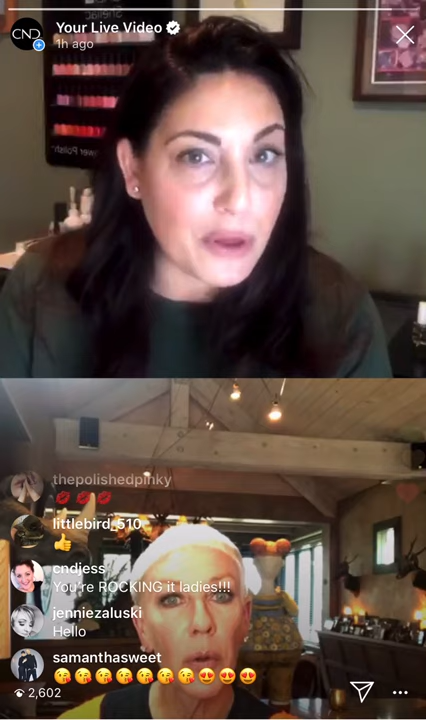 CND
Your Live Video
1h ago
Shellac
thepolishedpinky
littlebird_510
cndjess
You're ROCKING it ladies!!!
jenniezaluski
Hello
samanthasweet
2,602